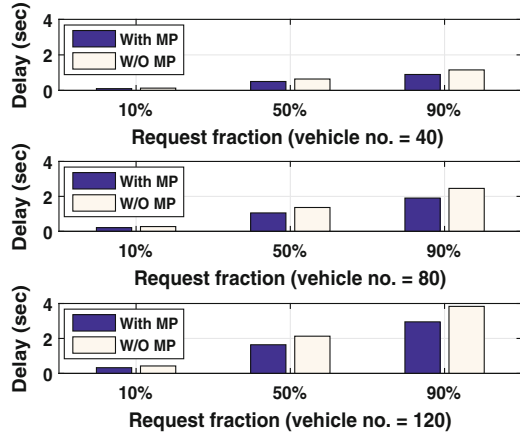 Delay (sec)
4
2
0
With MP
W/O MP
10% 50% 90%
Request fraction (vehicle no. = 40)
Delay (sec)
4
2
0
With MP
W/O MP
10% 50% 90%
Request fraction (vehicle no. = 80)
Delay (sec)
4
2
0
With MP
W/O MP
10% 50% 90%
Request fraction (vehicle no. = 120)